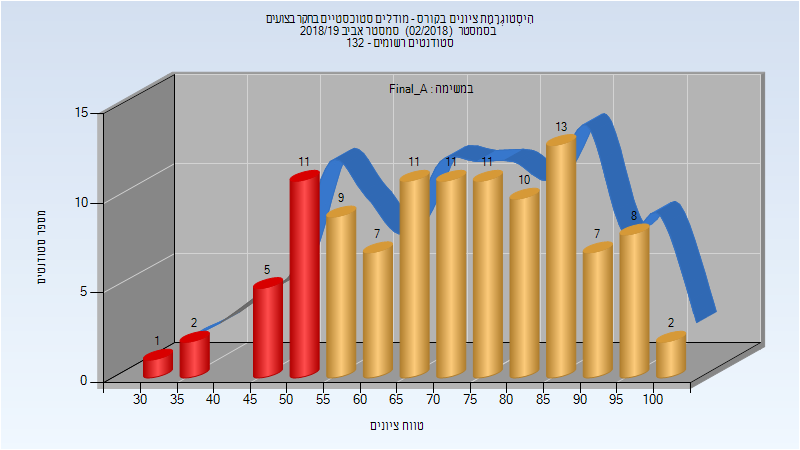 היסטוגרמת ציונים בקורס - מודלים סטוכסטיים בחקר בצועים
בסמסטר (02/2018) סמסטר אביב 2018/19
סטודנטים רשומים - 132
במשימה : Final_A
מספר סטודנטים
15
10
5
0
1
2
5
11
9
7
11
11
11
10
13
7
8
2
30 35 40 45 50 55 60 65 70 75 80 85 90 95 100
טווח ציונים